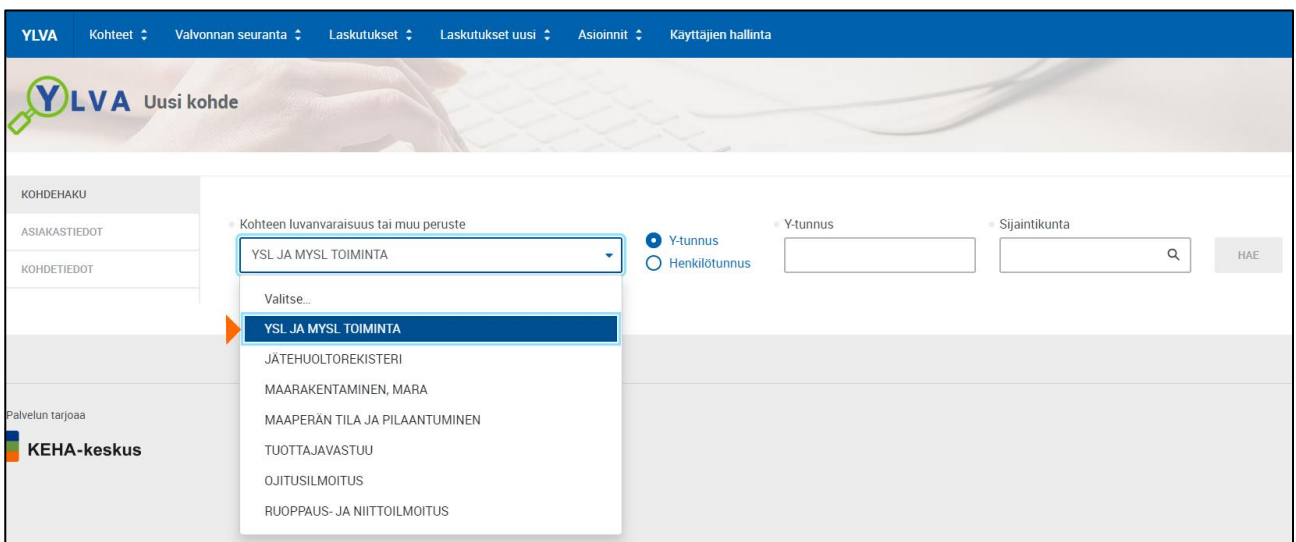 YLVA Kohteet Valvonnan seuranta Laskutukset Laskutukset uusi Asioinnit Käyttäjien hallinta
YLVA Uusi kohde
KOHDEHAKU
ASIAKASTIEDOT
KOHDETIEDOT
Kohteen luvanvaraisuus tai muu peruste
YSL JA MYSL TOIMINTA
Valitse...
YSL JA MYSL TOIMINTA
JÄTEHUOLTOREKISTERI
MAARAKENTAMINEN, MARA
MAAPERÄN TILA JA PILAANTUMINEN
TUOTTAJAVASTUU
OJITUSILMOITUS
RUOPPAUS- JA NIITTOILMOITUS
Y-tunnus
Henkilötunnus
Y-tunnus
Sijaintikunta
HAE
Palvelun tarjoaa
KEHA-keskus